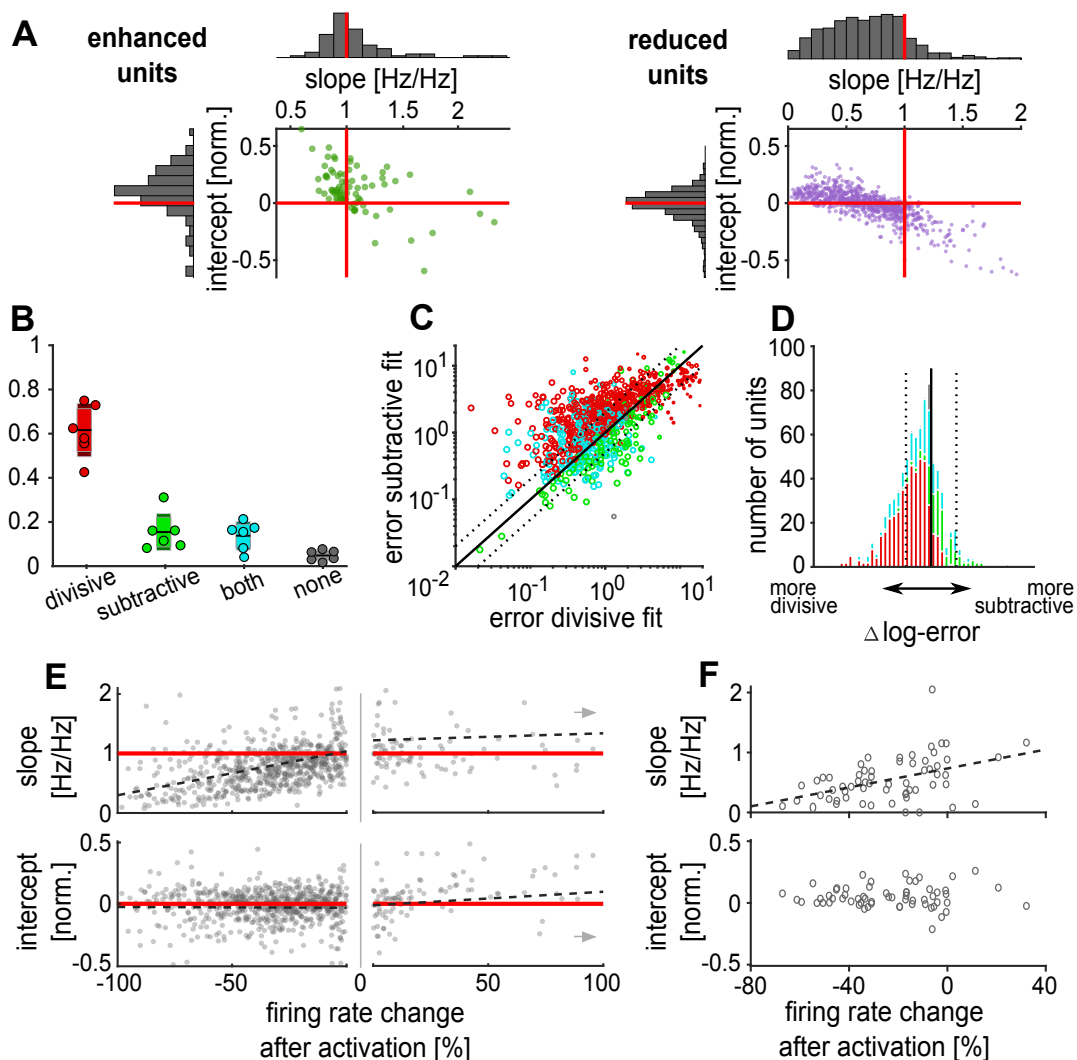 A
enhanced
units
slope [Hz/Hz]
0.5 1 1.5 2
intercept [norm.]
0.5
0
-0.5
reduced
units
slope [Hz/Hz]
0 0.5 1 1.5 2
intercept [norm.]
0.5
0
-0.5
B
1
0.8
0.6
0.4
0.2
0
divisive
subtractive
both
none
C
error subtractive fit
10^1
10^0
10^-1
10^-2
10^-1 10^0 10^1
error divisive fit
D
number of units
100
80
60
40
20
0
more
divisive
more
subtractive
Δ log-error
E
slope
[Hz/Hz]
2
1
0
intercept
[norm.]
0.5
0
-0.5
-100 -50 0 50 100
firing rate change
after activation [%]
F
slope
[Hz/Hz]
2
1
0
intercept
[norm.]
0.5
0
-0.5
-80 -40 0 40
firing rate change
after activation [%]